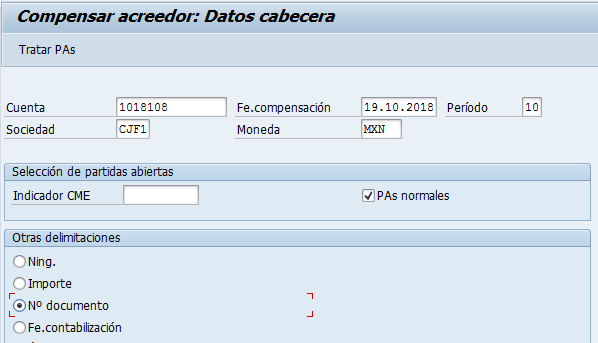 Compensar acreedor: Datos cabecera
Tratar PAs
Cuenta 1018108 Fe.compensación 19.10.2018 Período 10
Sociedad CJF1 Moneda MXN
Selección de partidas abiertas
Indicador CME PAs normales
Otras delimitaciones
Ning.
Importe
Nº documento
Fe.contabilización